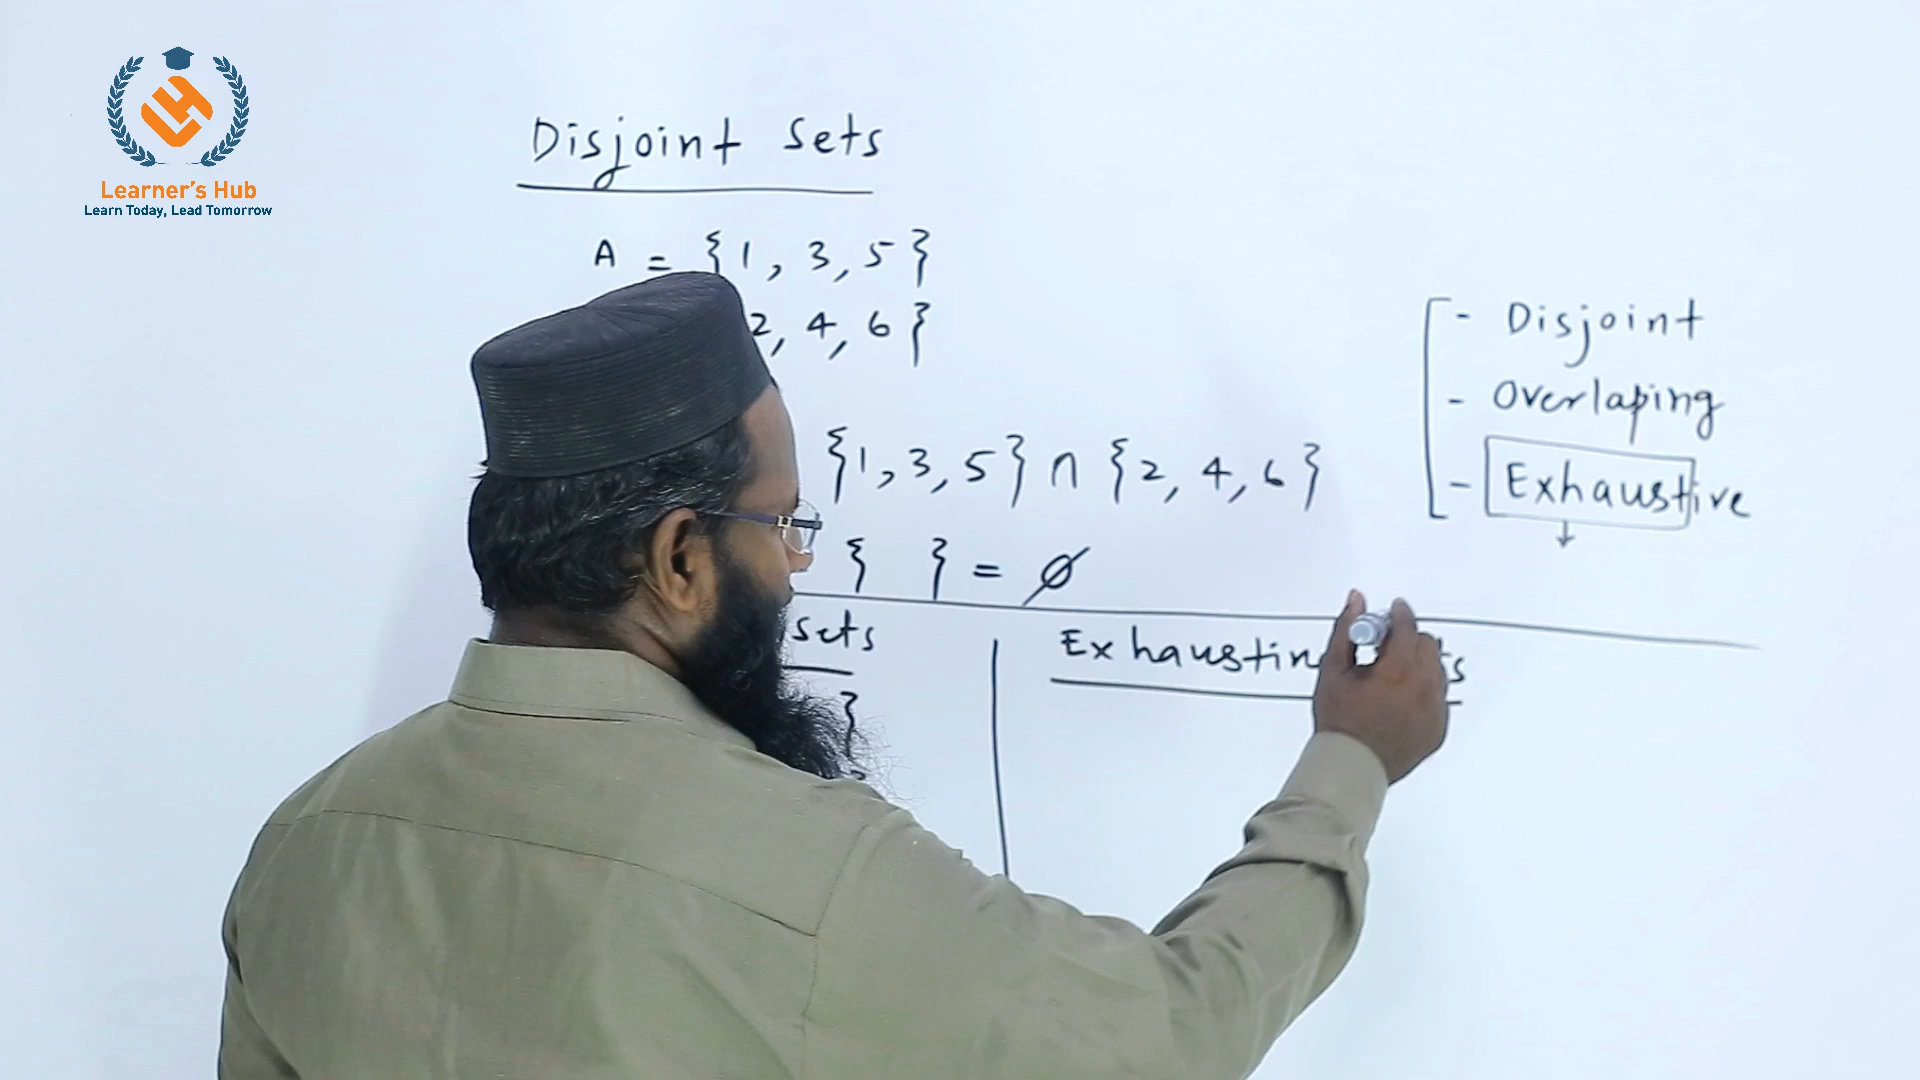 Learner's Hub
Learn Today, Lead Tomorrow
Disjoint Sets
A = {1, 3, 5}
2, 4, 6}
{1, 3, 5} ∩ {2, 4, 6}
{ } = ∅
- Disjoint
- Overlaping
- Exhaustive
sets
}
Exhaustin